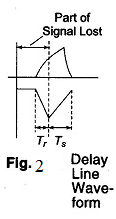 Part of
Signal Lost
Tr Ts
Fig. 2 Delay
Line
Wave-
form